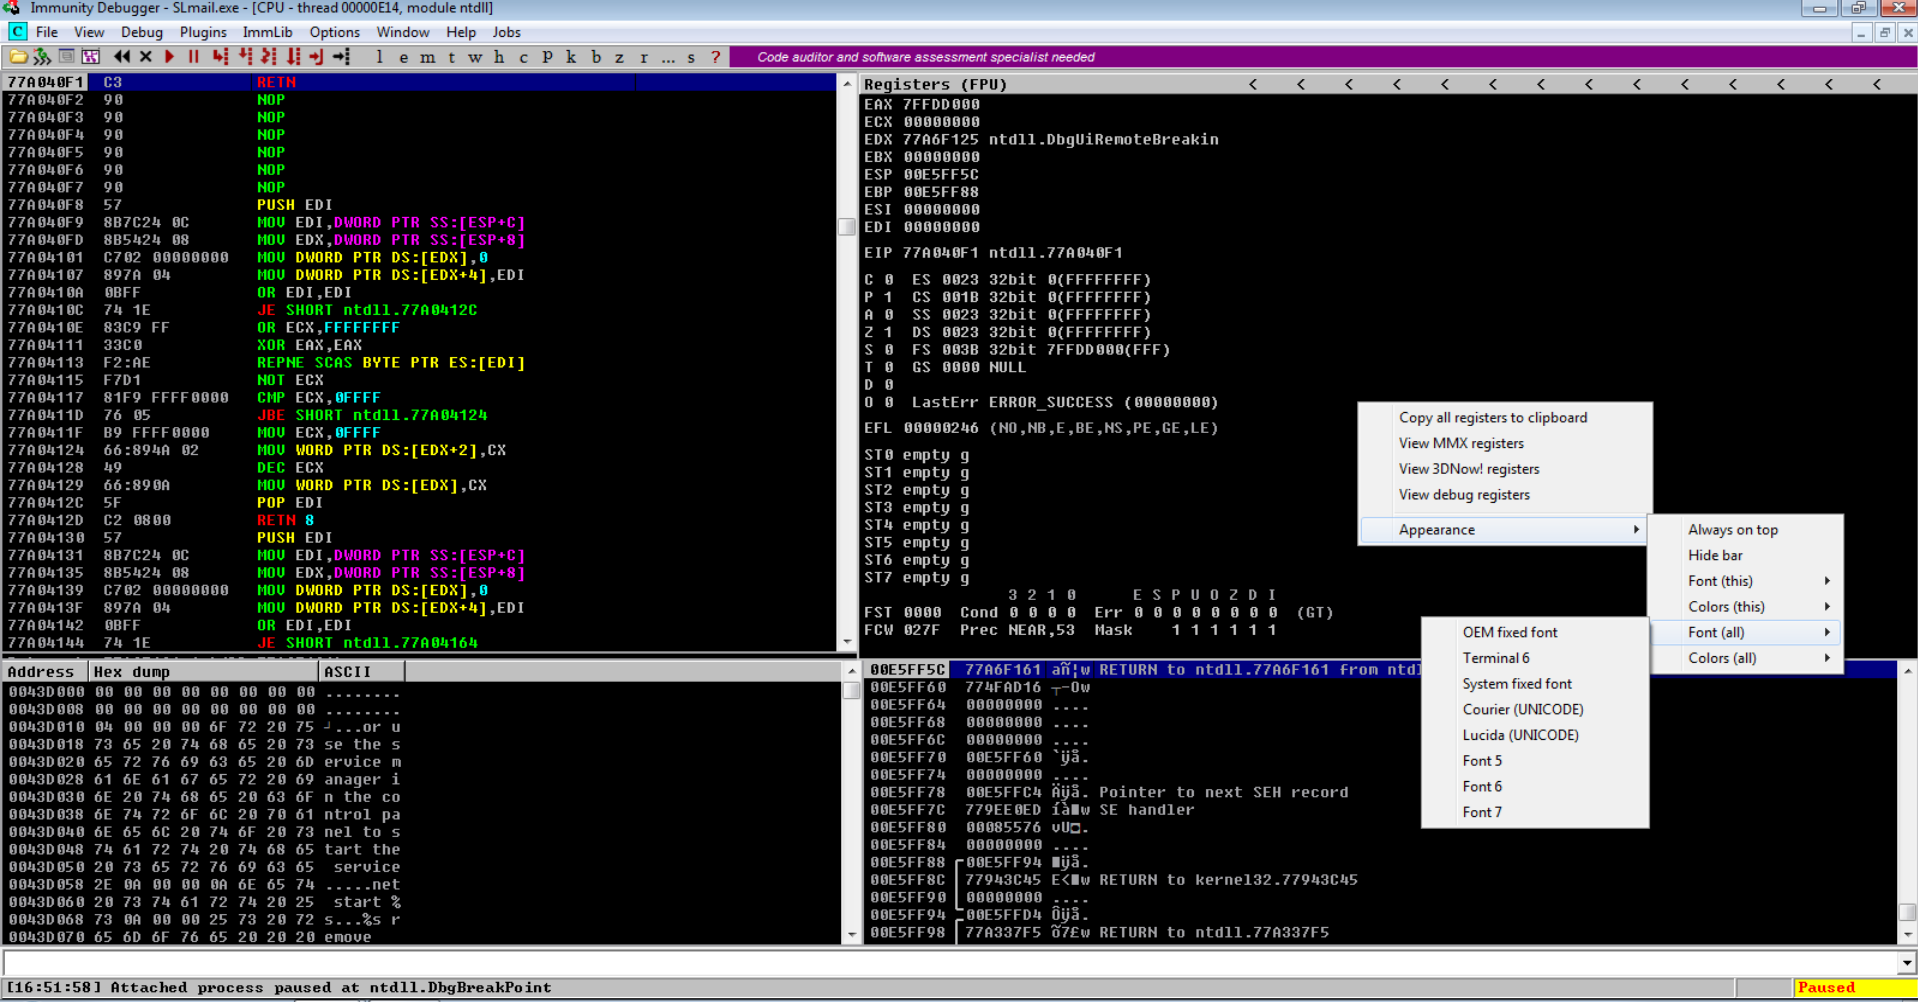 Immunity Debugger - SLmail.exe - [CPU - thread 00000E14, module ntdll]
C File View Debug Plugins ImmLib Options Window Help Jobs
l e m t w h c P k b z r ... s ? Code auditor and software assessment specialist needed
77A040F1 C3 RETN
77A040F2 90 NOP
77A040F3 90 NOP
77A040F4 90 NOP
77A040F5 90 NOP
77A040F6 90 NOP
77A040F7 90 NOP
77A040F8 57 PUSH EDI
77A040F9 8B7C24 0C MOV EDI,DWORD PTR SS:[ESP+C]
77A040FD 8B5424 08 MOV EDX,DWORD PTR SS:[ESP+8]
77A04101 C702 00000000 MOV DWORD PTR DS:[EDX],0
77A04107 897A 04 MOV DWORD PTR DS:[EDX+4],EDI
77A0410A 0BFF OR EDI,EDI
77A0410C 74 1E JE SHORT ntdll.77A0412C
77A0410E 83C9 FF OR ECX,FFFFFFFF
77A04111 33C0 XOR EAX,EAX
77A04113 F2:AE REPNE SCAS BYTE PTR ES:[EDI]
77A04115 F7D1 NOT ECX
77A04117 81F9 FFFF0000 CMP ECX,0FFFF
77A0411D 76 05 JBE SHORT ntdll.77A04124
77A0411F B9 FFFF0000 MOV ECX,0FFFF
77A04124 66:894A 02 MOV WORD PTR DS:[EDX+2],CX
77A04128 49 DEC ECX
77A04129 66:890A MOV WORD PTR DS:[EDX],CX
77A0412C 5F POP EDI
77A0412D C2 0800 RETN 8
77A04130 57 PUSH EDI
77A04131 8B7C24 0C MOV EDI,DWORD PTR SS:[ESP+C]
77A04135 8B5424 08 MOV EDX,DWORD PTR SS:[ESP+8]
77A04139 C702 00000000 MOV DWORD PTR DS:[EDX],0
77A0413F 897A 04 MOV DWORD PTR DS:[EDX+4],EDI
77A04142 0BFF OR EDI,EDI
77A04144 74 1E JE SHORT ntdll.77A04164
Registers (FPU) < < < < < < < < < < < < < <
EAX 7FFDD000
ECX 00000000
EDX 77A6F125 ntdll.DbgUiRemoteBreakin
EBX 00000000
ESP 00E5FF5C
EBP 00E5FF88
ESI 00000000
EDI 00000000
EIP 77A040F1 ntdll.77A040F1
C 0 ES 0023 32bit 0(FFFFFFFF)
P 1 CS 001B 32bit 0(FFFFFFFF)
A 0 SS 0023 32bit 0(FFFFFFFF)
Z 1 DS 0023 32bit 0(FFFFFFFF)
S 0 FS 003B 32bit 7FFDD000(FFF)
T 0 GS 0000 NULL
D 0
O 0 LastErr ERROR_SUCCESS (00000000)
EFL 00000246 (NO,NB,E,BE,NS,PE,GE,LE)
ST0 empty g
ST1 empty g
ST2 empty g
ST3 empty g
ST4 empty g
ST5 empty g
ST6 empty g
ST7 empty g
3 2 1 0 E S P U O Z D I
FST 0000 Cond 0 0 0 0 Err 0 0 0 0 0 0 0 0 (GT)
FCW 027F Prec NEAR,53 Mask 1 1 1 1 1 1
Copy all registers to clipboard
View MMX registers
View 3DNow! registers
View debug registers
Appearance
Always on top
Hide bar
Font (this)
Colors (this)
Font (all)
Colors (all)
OEM fixed font
Terminal 6
System fixed font
Courier (UNICODE)
Lucida (UNICODE)
Font 5
Font 6
Font 7
Address Hex dump ASCII
0043D000 00 00 00 00 00 00 00 00 ........
0043D008 00 00 00 00 00 00 00 00 ........
0043D010 04 00 00 00 6F 72 20 75 ┘...or u
0043D018 73 65 20 74 68 65 20 73 se the s
0043D020 65 72 76 69 63 65 20 6D ervice m
0043D028 61 6E 61 67 65 72 20 69 anager i
0043D030 6E 20 74 68 65 20 63 6F n the co
0043D038 6E 74 72 6F 6C 20 70 61 ntrol pa
0043D040 6E 65 6C 20 74 6F 20 73 nel to s
0043D048 74 61 72 74 20 74 68 65 tart the
0043D050 20 73 65 72 76 69 63 65 service
0043D058 2E 0A 00 00 0A 6E 65 74 .....net
0043D060 20 73 74 61 72 74 20 25 start %
0043D068 73 0A 00 00 25 73 20 72 s...%s r
0043D070 65 6D 6F 76 65 20 20 20 emove
00E5FF5C 77A6F161 añ¦w RETURN to ntdll.77A6F161 from ntd
00E5FF60 774FAD16 ┬-Ow
00E5FF64 00000000 ....
00E5FF68 00000000 ....
00E5FF6C 00000000 ....
00E5FF70 00E5FF60 `ÿå.
00E5FF74 00000000 ....
00E5FF78 00E5FFC4 Äÿå. Pointer to next SEH record
00E5FF7C 779EE0ED íà■w SE handler
00E5FF80 00085576 vU◘.
00E5FF84 00000000 ....
00E5FF88 00E5FF94 ■ÿå.
00E5FF8C 77943C45 E<■w RETURN to kernel32.77943C45
00E5FF90 00000000 ....
00E5FF94 00E5FFD4 Ôÿå.
00E5FF98 77A337F5 õ7£w RETURN to ntdll.77A337F5
[16:51:58] Attached process paused at ntdll.DbgBreakPoint
Paused